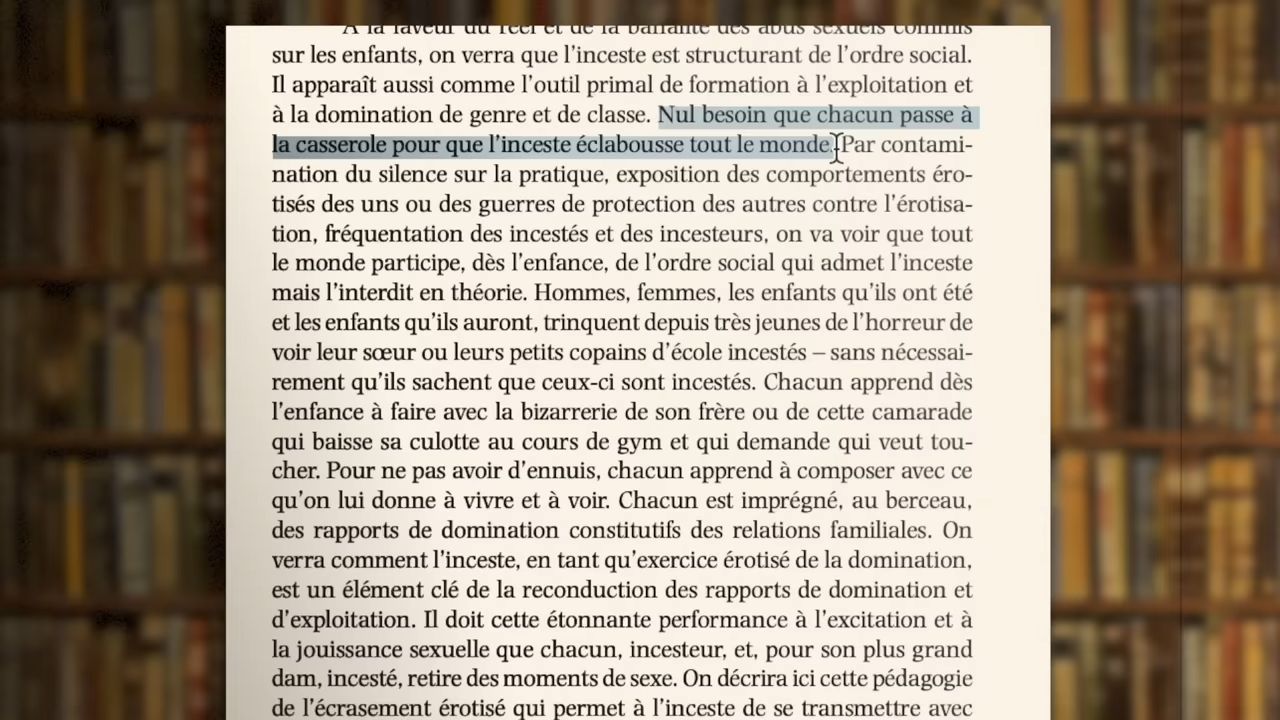 À la faveur du réel et de la banalité des abus sexuels commis
sur les enfants, on verra que l’inceste est structurant de l’ordre social.
Il apparaît aussi comme l’outil primal de formation à l’exploitation et
à la domination de genre et de classe. Nul besoin que chacun passe à
la casserole pour que l’inceste éclabousse tout le monde. Par contami-
nation du silence sur la pratique, exposition des comportements éro-
tisés des uns ou des guerres de protection des autres contre l’érotisa-
tion, fréquentation des incestés et des incesteurs, on va voir que tout
le monde participe, dès l’enfance, de l’ordre social qui admet l’inceste
mais l’interdit en théorie. Hommes, femmes, les enfants qu’ils ont été
et les enfants qu’ils auront, trinquent depuis très jeunes de l’horreur de
voir leur sœur ou leurs petits copains d’école incestés – sans nécessai-
rement qu’ils sachent que ceux-ci sont incestés. Chacun apprend dès
l’enfance à faire avec la bizarrerie de son frère ou de cette camarade
qui baisse sa culotte au cours de gym et qui demande qui veut tou-
cher. Pour ne pas avoir d’ennuis, chacun apprend à composer avec ce
qu’on lui donne à vivre et à voir. Chacun est imprégné, au berceau,
des rapports de domination constitutifs des relations familiales. On
verra comment l’inceste, en tant qu’exercice érotisé de la domination,
est un élément clé de la reconduction des rapports de domination et
d’exploitation. Il doit cette étonnante performance à l’excitation et à
la jouissance sexuelle que chacun, incesteur, et, pour son plus grand
dam, incesté, retire des moments de sexe. On décrira ici cette pédagogie
de l’écrasement érotisé qui permet à l’inceste de se transmettre avec